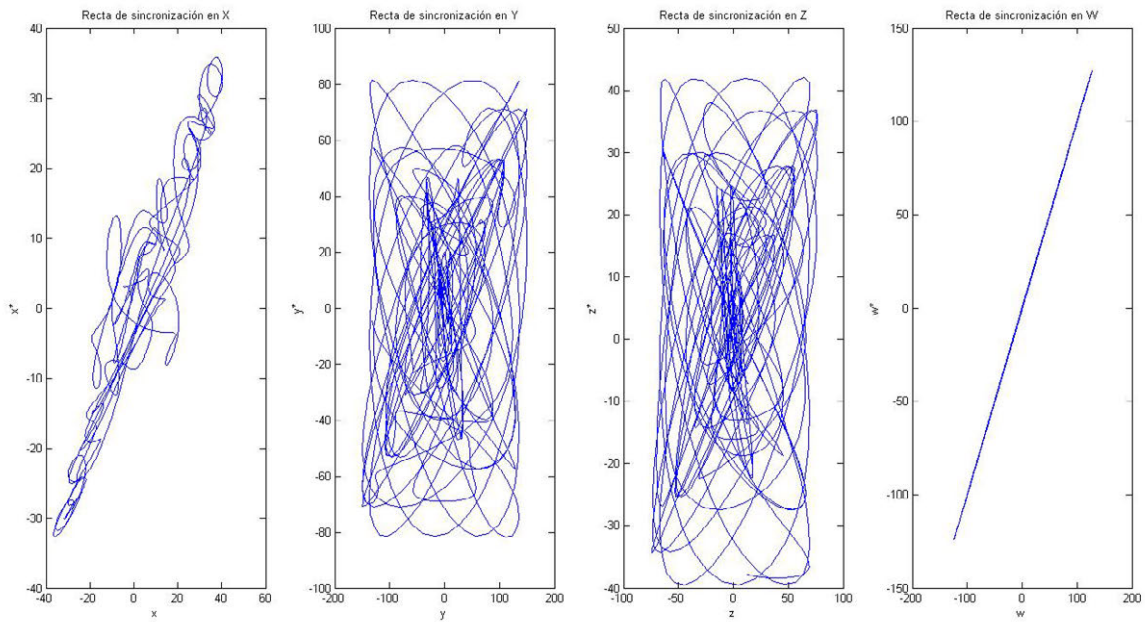 Recta de sincronización en X
40
30
20
10
0
-10
-20
-30
-40
-40 -20 0 20 40 60
x
x*
Recta de sincronización en Y
100
80
60
40
20
0
-20
-40
-60
-80
-100
-200 -100 0 100 200
y
y*
Recta de sincronización en Z
50
40
30
20
10
0
-10
-20
-30
-40
-100 -50 0 50 100
z
z*
Recta de sincronización en W
150
100
50
0
-50
-100
-150
-200 -100 0 100 200
w
w*